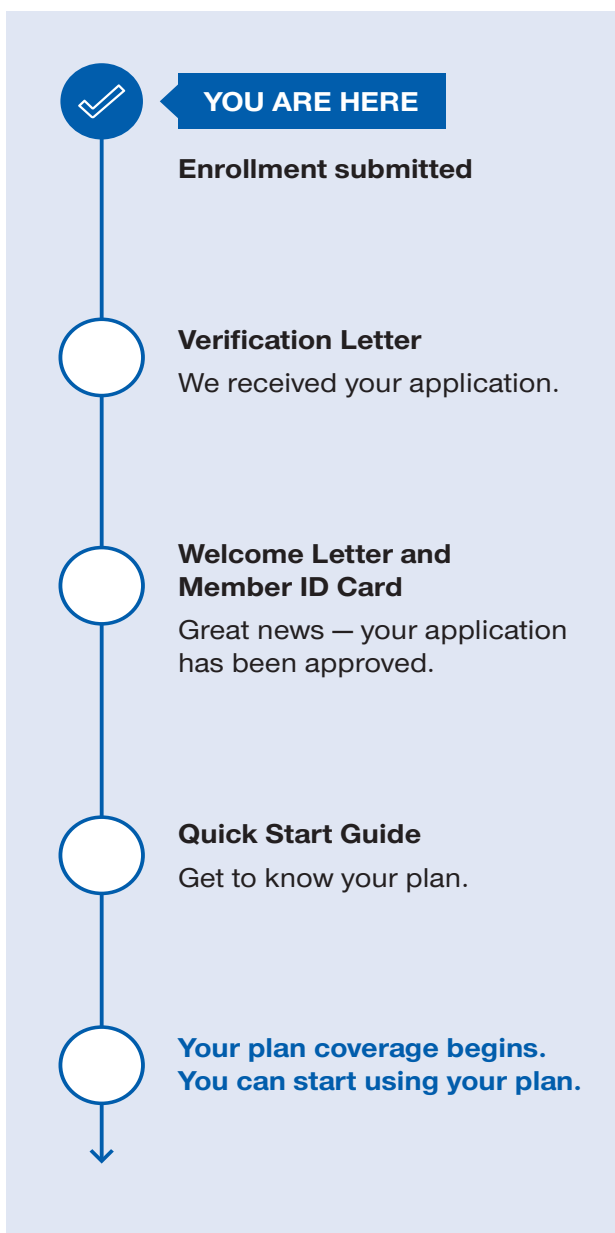 YOU ARE HERE
Enrollment submitted
Verification Letter
We received your application.
Welcome Letter and
Member ID Card
Great news — your application
has been approved.
Quick Start Guide
Get to know your plan.
Your plan coverage begins.
You can start using your plan.